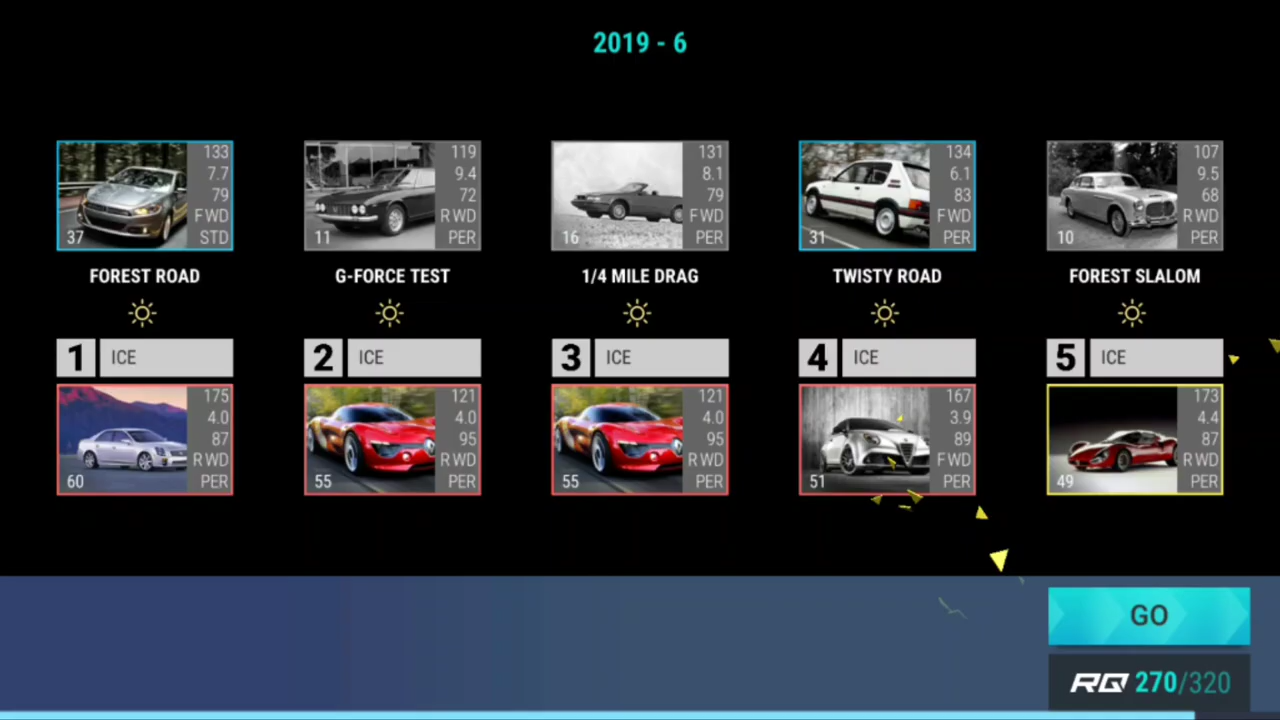 2019 - 6
133
7.7
79
FWD
STD
37
119
9.4
72
RWD
PER
11
131
8.1
79
FWD
PER
16
134
6.1
83
FWD
PER
31
107
9.5
68
RWD
PER
10
FOREST ROAD
G-FORCE TEST
1/4 MILE DRAG
TWISTY ROAD
FOREST SLALOM
1 ICE
2 ICE
3 ICE
4 ICE
5 ICE
175
4.0
87
RWD
PER
60
121
4.0
95
RWD
PER
55
121
4.0
95
RWD
PER
55
167
3.9
89
FWD
PER
51
173
4.4
87
RWD
PER
49
GO
RQ 270/320